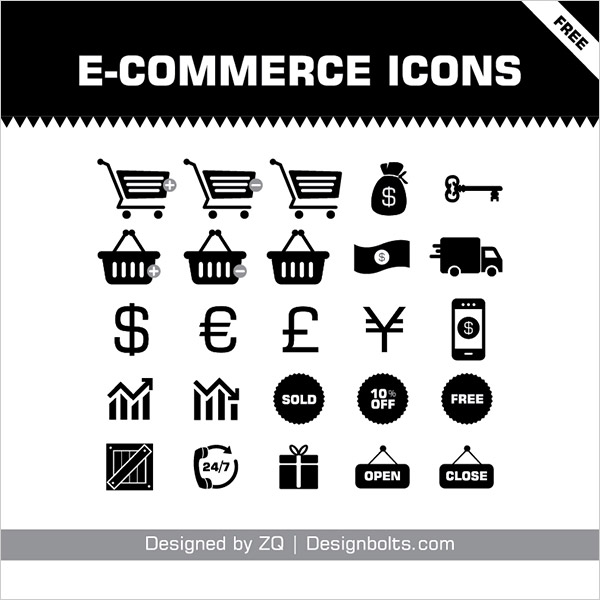 FREE
E-COMMERCE ICONS
$
$
$ € £ ¥ $
SOLD
10%
OFF
FREE
24/7
OPEN
CLOSE
Designed by ZQ | Designbolts.com